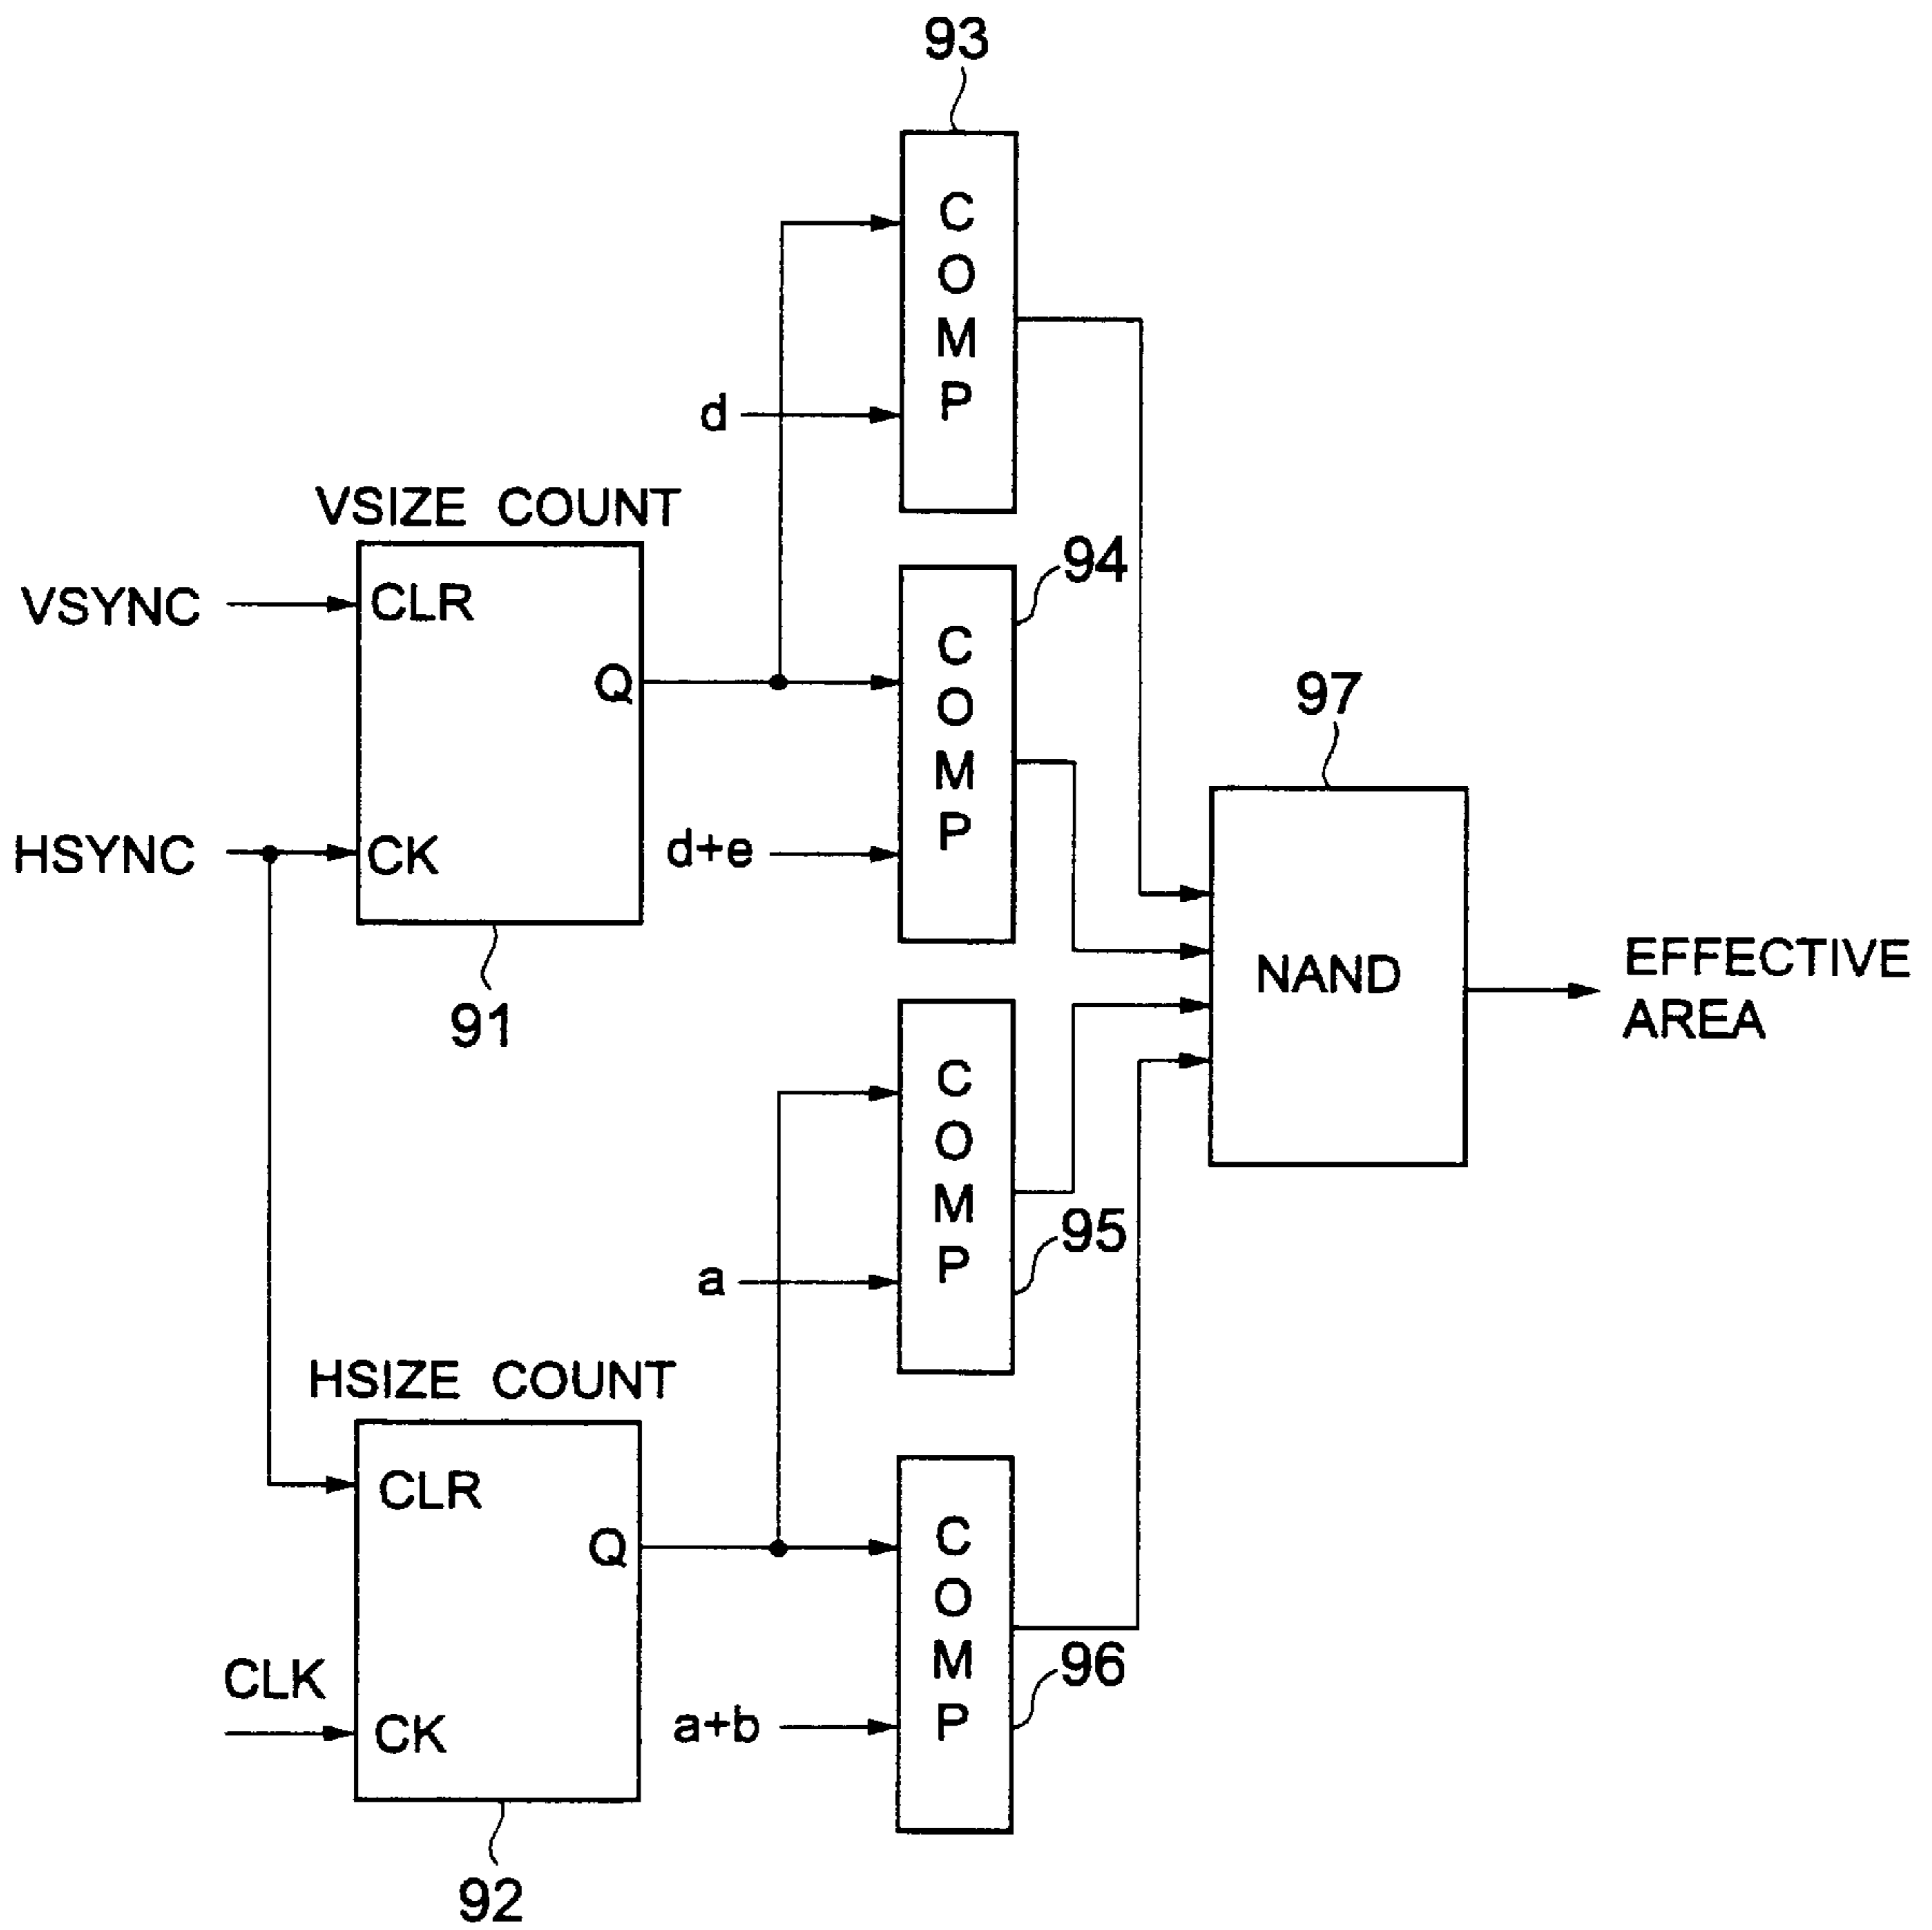 93
C
O
M
P
d
VSIZE COUNT
94
VSYNC
CLR
C
O
M
P
Q
97
HSYNC
CK
d+e
NAND
EFFECTIVE
AREA
91
C
O
M
P
95
a
HSIZE COUNT
CLR
Q
C
O
M
P
96
CLK
CK
a+b
92